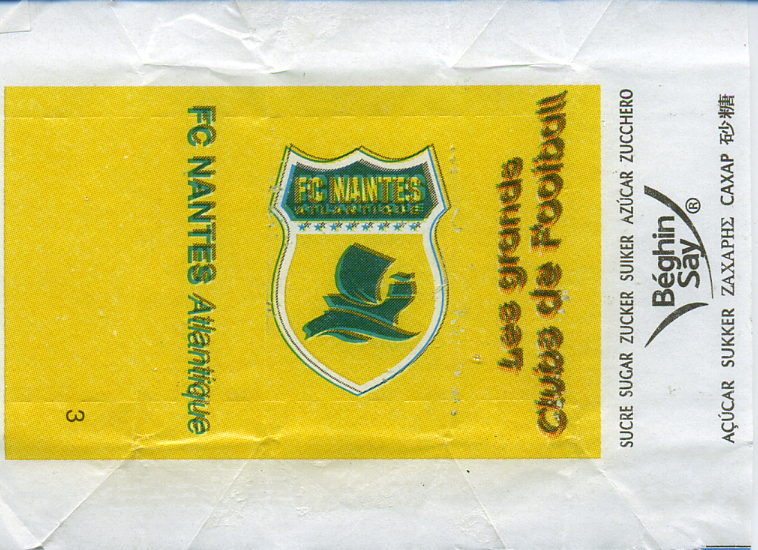 Les grands
Clubs de Football
FC NANTES
ATLANTIQUE
FC NANTES Atlantique
3
SUCRE SUGAR ZUCKER SUIKER AZÚCAR ZUCCHERO
Béghin
Say ®
AÇÚCAR SUKKER ΖΑΧΑΡΗΣ CAXAP 砂糖